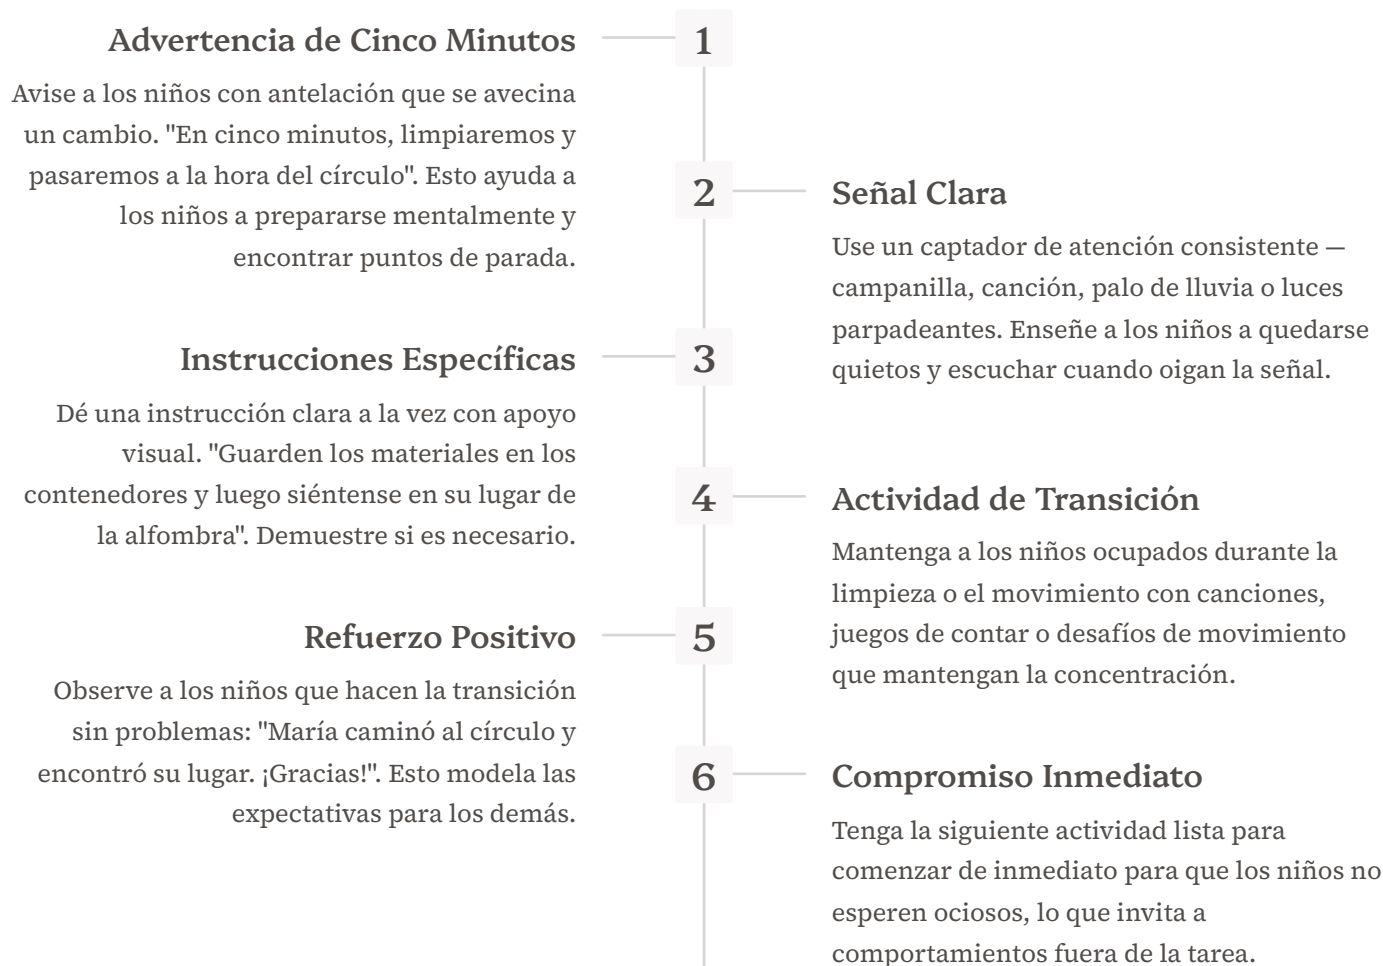 Advertencia de Cinco Minutos
1
Avise a los niños con antelación que se avecina
un cambio. "En cinco minutos, limpiaremos y
pasaremos a la hora del círculo". Esto ayuda a
los niños a prepararse mentalmente y
encontrar puntos de parada.
2
Señal Clara
Use un captador de atención consistente —
campanilla, canción, palo de lluvia o luces
parpadeantes. Enseñe a los niños a quedarse
quietos y escuchar cuando oigan la señal.
Instrucciones Específicas
3
Dé una instrucción clara a la vez con apoyo
visual. "Guarden los materiales en los
contenedores y luego siéntense en su lugar de
la alfombra". Demuestre si es necesario.
4
Actividad de Transición
Mantenga a los niños ocupados durante la
limpieza o el movimiento con canciones,
juegos de contar o desafíos de movimiento
que mantengan la concentración.
Refuerzo Positivo
5
Observe a los niños que hacen la transición
sin problemas: "María caminó al círculo y
encontró su lugar. ¡Gracias!". Esto modela las
expectativas para los demás.
6
Compromiso Inmediato
Tenga la siguiente actividad lista para
comenzar de inmediato para que los niños no
esperen ociosos, lo que invita a
comportamientos fuera de la tarea.